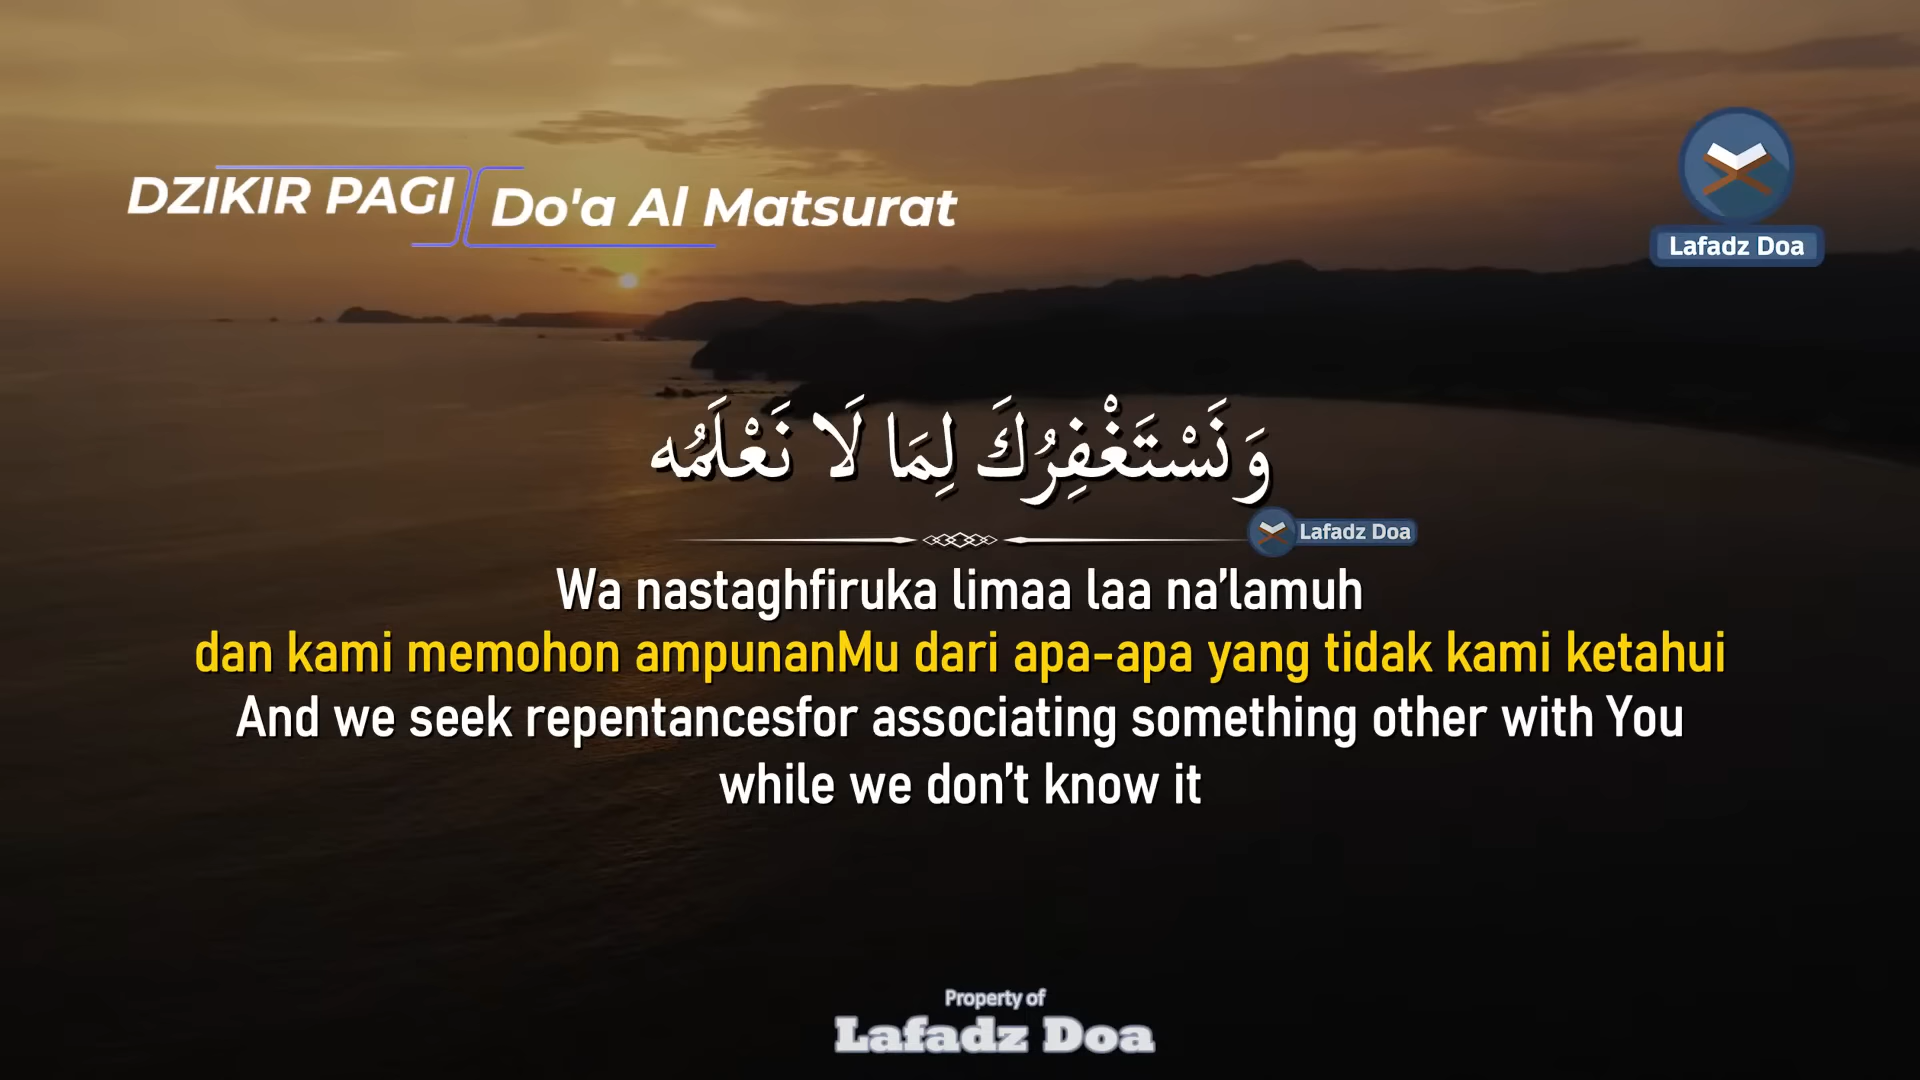 DZIKIR PAGI
Do'a Al Matsurat
Lafadz Doa
وَنَسْتَغْفِرُكَ لِمَا لَا نَعْلَمُه
Lafadz Doa
Wa nastaghfiruka limaa laa na’lamuh
dan kami memohon ampunanMu dari apa-apa yang tidak kami ketahui
And we seek repentancesfor associating something other with You
while we don’t know it
Property of
Lafadz Doa